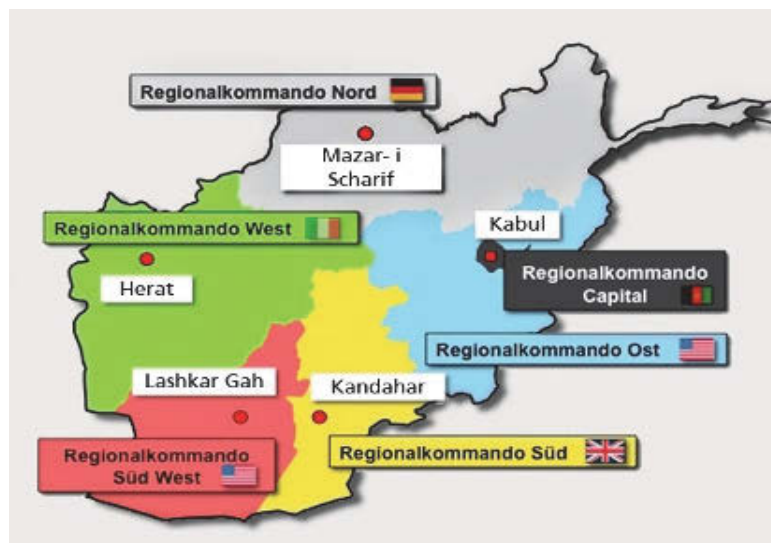 Regionalkommando Nord
Mazar- i
Scharif
Regionalkommando West
Kabul
Herat
Regionalkommando
Capital
Regionalkommando Ost
Lashkar Gah
Kandahar
Regionalkommando
Süd West
Regionalkommando Süd